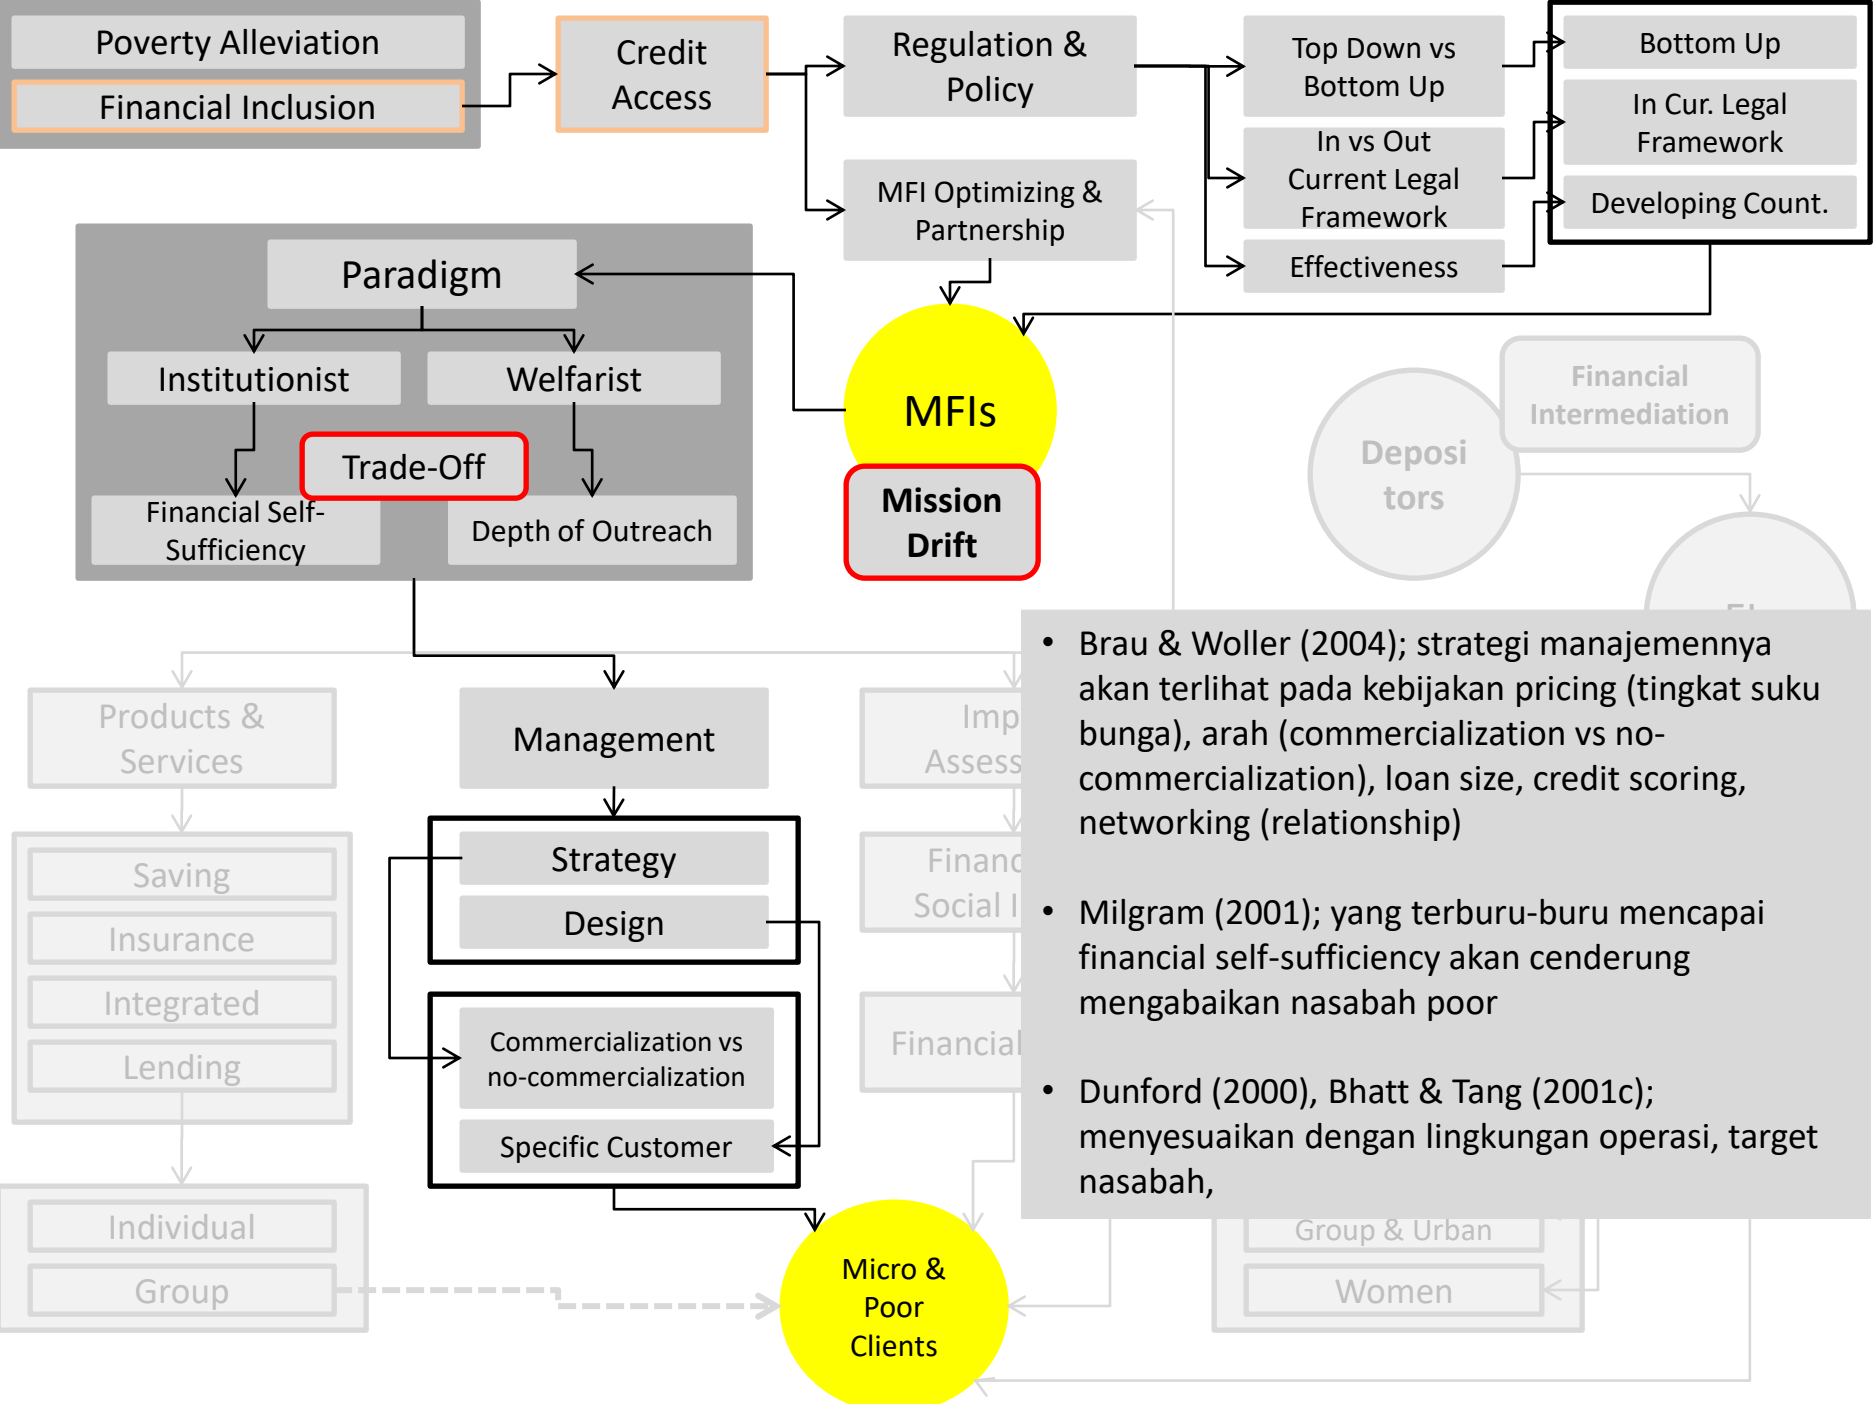 Poverty Alleviation
Financial Inclusion
Credit
Access
Regulation &
Policy
MFI Optimizing &
Partnership
Top Down vs
Bottom Up
In vs Out
Current Legal
Framework
Effectiveness
Bottom Up
In Cur. Legal
Framework
Developing Count.
Paradigm
Institutionist
Welfarist
Trade-Off
Financial Self-
Sufficiency
Depth of Outreach
MFIs
Mission
Drift
Financial
Intermediation
Deposi
tors
Products &
Services
Saving
Insurance
Integrated
Lending
Individual
Group
Management
Strategy
Design
Commercialization vs
no-commercialization
Specific Customer
Social
Financial
• Brau & Woller (2004); strategi manajemennya
akan terlihat pada kebijakan pricing (tingkat suku
bunga), arah (commercialization vs no-
commercialization), loan size, credit scoring,
networking (relationship)
• Milgram (2001); yang terburu-buru mencapai
financial self-sufficiency akan cenderung
mengabaikan nasabah poor
• Dunford (2000), Bhatt & Tang (2001c);
menyesuaikan dengan lingkungan operasi, target
nasabah,
Group & Urban
Women
Micro &
Poor
Clients